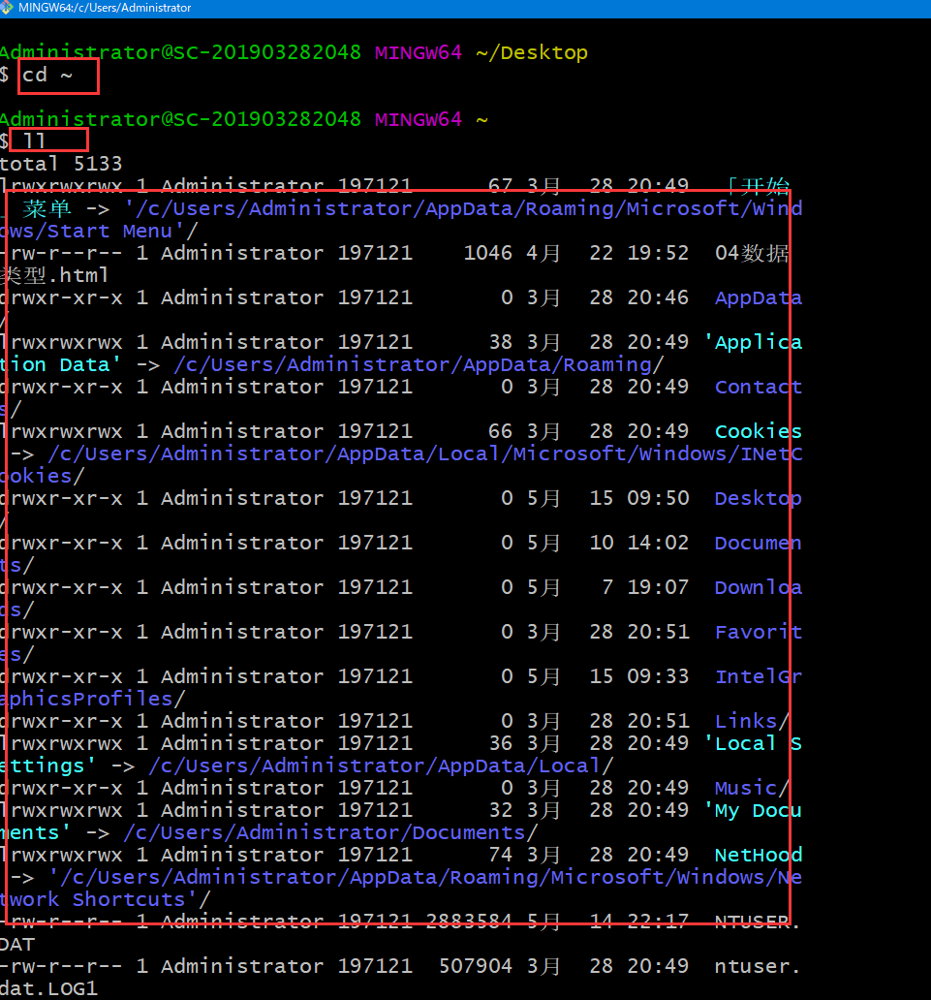 MINGW64:/c/Users/Administrator
Administrator@SC-201903282048 MINGW64 ~/Desktop
$ cd ~
Administrator@SC-201903282048 MINGW64 ~
$ ll
total 5133
lrwxrwxrwx 1 Administrator 197121 67 3月 28 20:49 「开始
」菜单 -> '/c/Users/Administrator/AppData/Roaming/Microsoft/Wind
ows/Start Menu'/
-rw-r--r-- 1 Administrator 197121 1046 4月 22 19:52 04数据
类型.html
drwxr-xr-x 1 Administrator 197121 0 3月 28 20:46 AppData
/
lrwxrwxrwx 1 Administrator 197121 38 3月 28 20:49 'Applica
tion Data' -> /c/Users/Administrator/AppData/Roaming/
drwxr-xr-x 1 Administrator 197121 0 3月 28 20:49 Contact
s/
lrwxrwxrwx 1 Administrator 197121 66 3月 28 20:49 Cookies
-> /c/Users/Administrator/AppData/Local/Microsoft/Windows/INetC
ookies/
drwxr-xr-x 1 Administrator 197121 0 5月 15 09:50 Desktop
/
drwxr-xr-x 1 Administrator 197121 0 5月 10 14:02 Documen
ts/
drwxr-xr-x 1 Administrator 197121 0 5月 7 19:07 Downloa
ds/
drwxr-xr-x 1 Administrator 197121 0 3月 28 20:51 Favorit
es/
drwxr-xr-x 1 Administrator 197121 0 5月 15 09:33 IntelGr
aphicsProfiles/
drwxr-xr-x 1 Administrator 197121 0 3月 28 20:51 Links/
lrwxrwxrwx 1 Administrator 197121 36 3月 28 20:49 'Local S
ettings' -> /c/Users/Administrator/AppData/Local/
drwxr-xr-x 1 Administrator 197121 0 3月 28 20:49 Music/
lrwxrwxrwx 1 Administrator 197121 32 3月 28 20:49 'My Docu
ments' -> /c/Users/Administrator/Documents/
lrwxrwxrwx 1 Administrator 197121 74 3月 28 20:49 NetHood
-> '/c/Users/Administrator/AppData/Roaming/Microsoft/Windows/Ne
twork Shortcuts'/
-rw-r--r-- 1 Administrator 197121 2883584 5月 14 22:17 NTUSER.
DAT
-rw-r--r-- 1 Administrator 197121 507904 3月 28 20:49 ntuser.
dat.LOG1